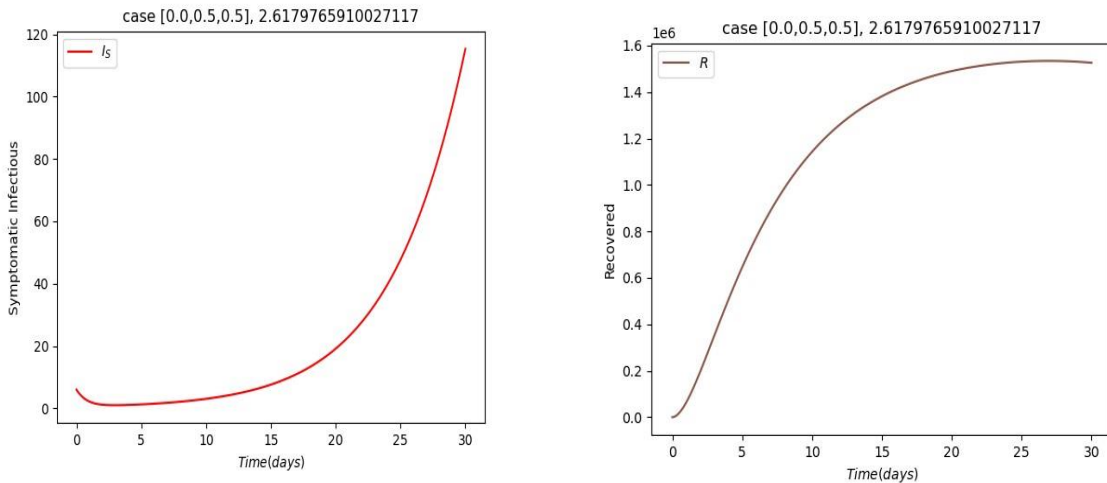 case [0.0,0.5,0.5], 2.6179765910027117
120
100
80
60
40
20
0
Symptomatic Infectious
I_S
0 5 10 15 20 25 30
Time(days)
case [0.0,0.5,0.5], 2.6179765910027117
1e6
1.6
1.4
1.2
1.0
0.8
0.6
0.4
0.2
0.0
Recovered
R
0 5 10 15 20 25 30
Time(days)